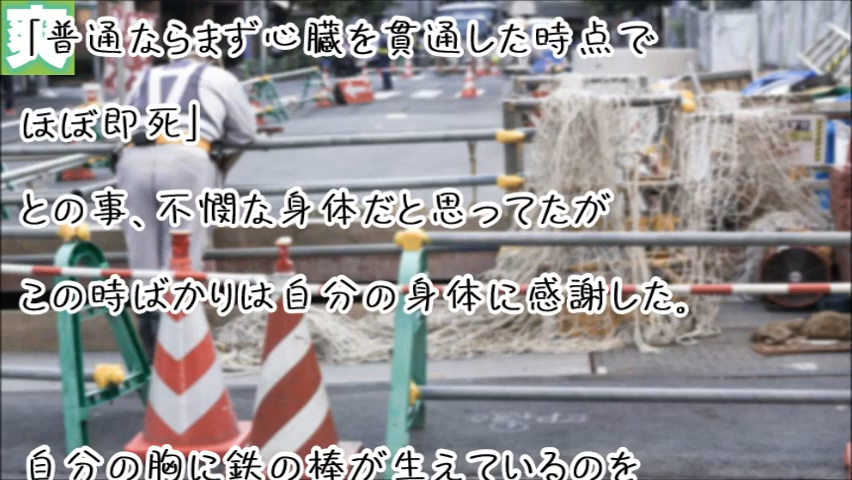 爽
「普通ならまず心臓を貫通した時点で
ほぼ即死」
との事、不憫な身体だと思ってたが
この時ばかりは自分の身体に感謝した。
自分の胸に鉄の棒が生えているのを